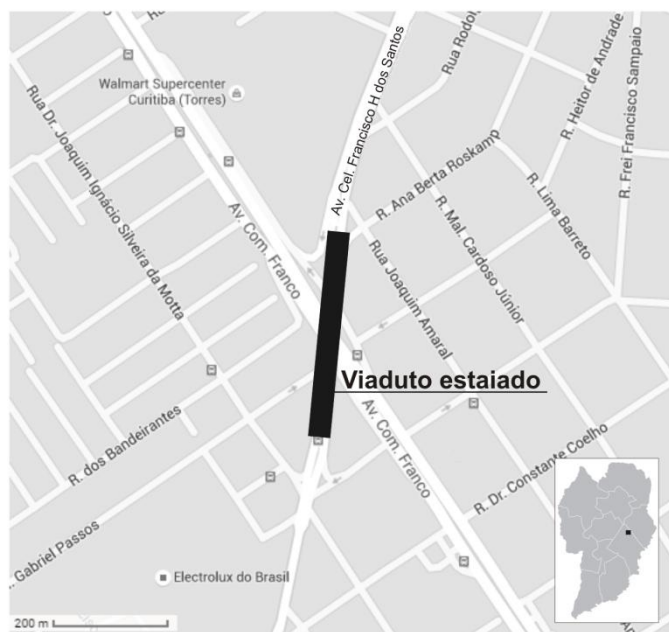 Walmart Supercenter
Curitiba (Torres)
Av. Cel. Francisco H dos Santos
R. Heitor de Andrade
R. Frei Francisco Sampaio
Rua Dr. Joaquim Ignácio Silveira da Motta
Av. Com. Franco
R. Ana Berta Roskamp
R. Lima Barreto
R. Mal. Cardoso Júnior
Rua Joaquim Amaral
Viaduto estaiado
R. dos Bandeirantes
Av. Com. Franco
R. Dr. Constante Coelho
Gabriel Passos
Electrolux do Brasil
200 m